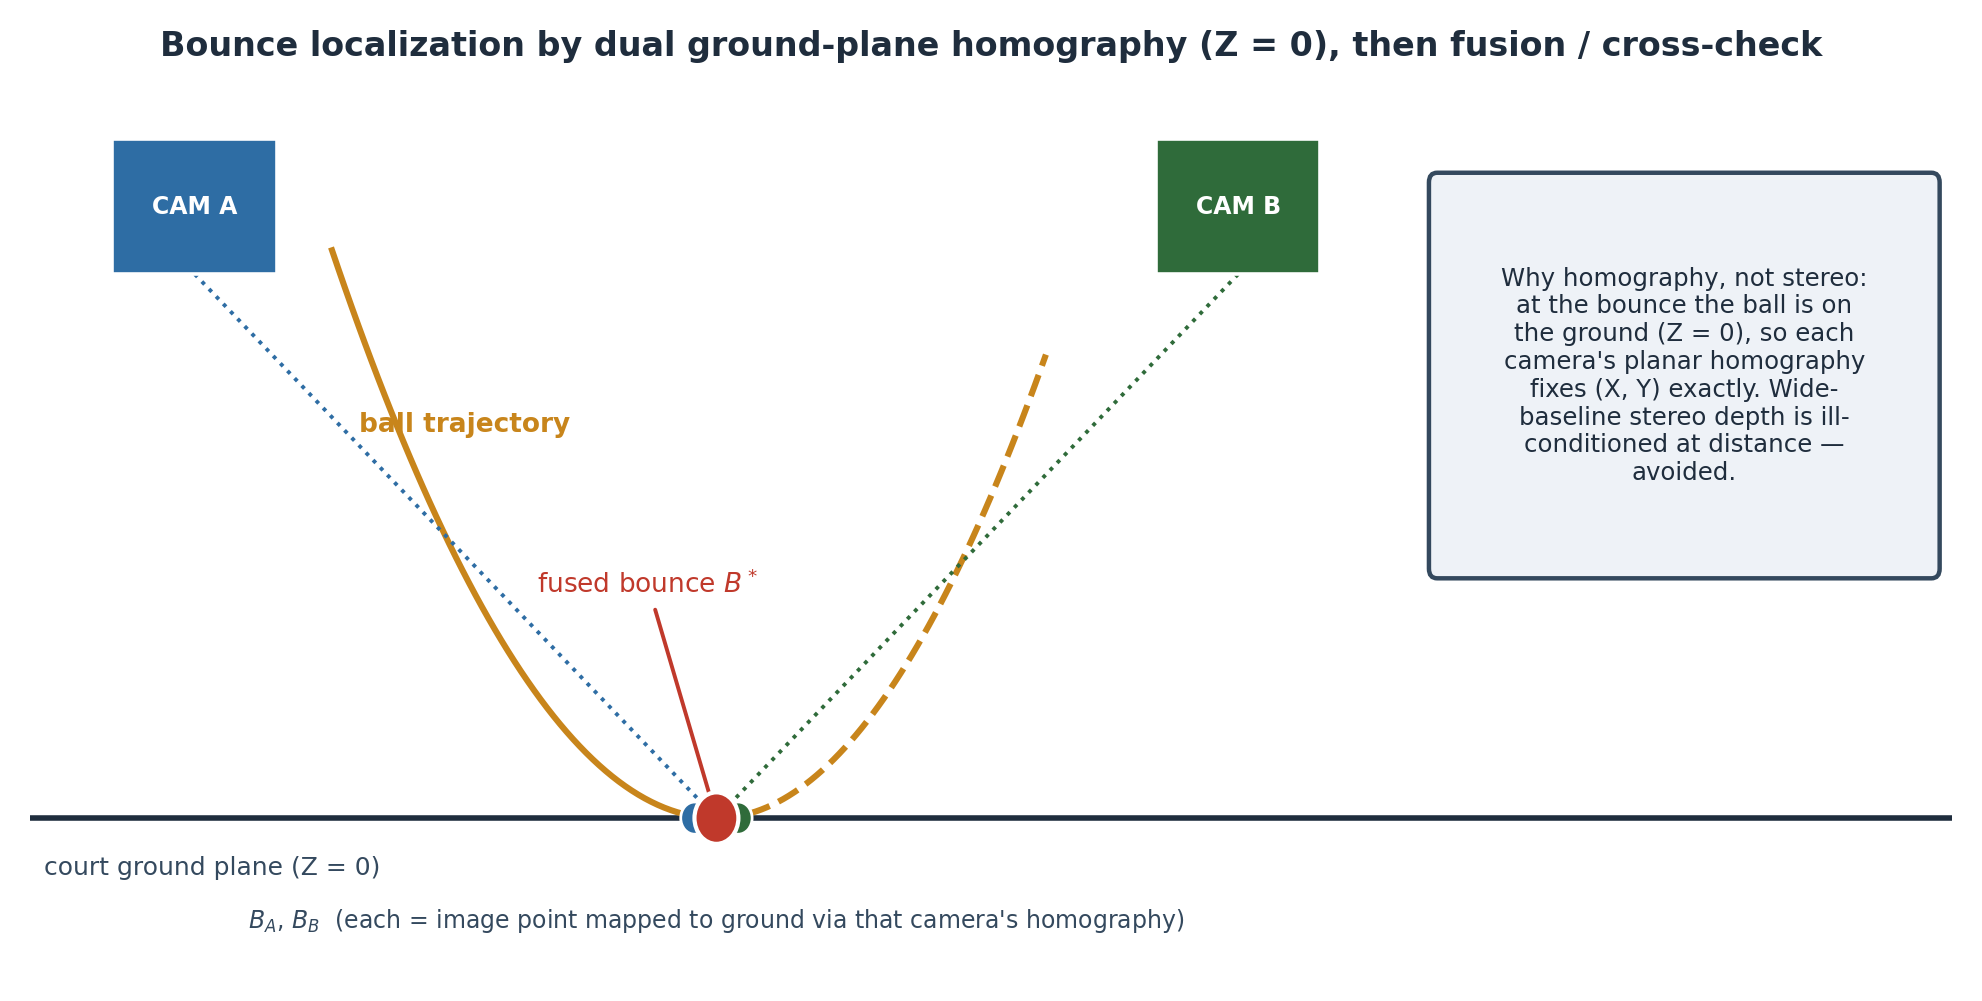 Bounce localization by dual ground-plane homography (Z = 0), then fusion / cross-check
CAM A
CAM B
Why homography, not stereo:
at the bounce the ball is on
the ground (Z = 0), so each
camera's planar homography
fixes (X, Y) exactly. Wide-
baseline stereo depth is ill-
conditioned at distance —
avoided.
ball trajectory
fused bounce B*
court ground plane (Z = 0)
B_A, B_B (each = image point mapped to ground via that camera's homography)